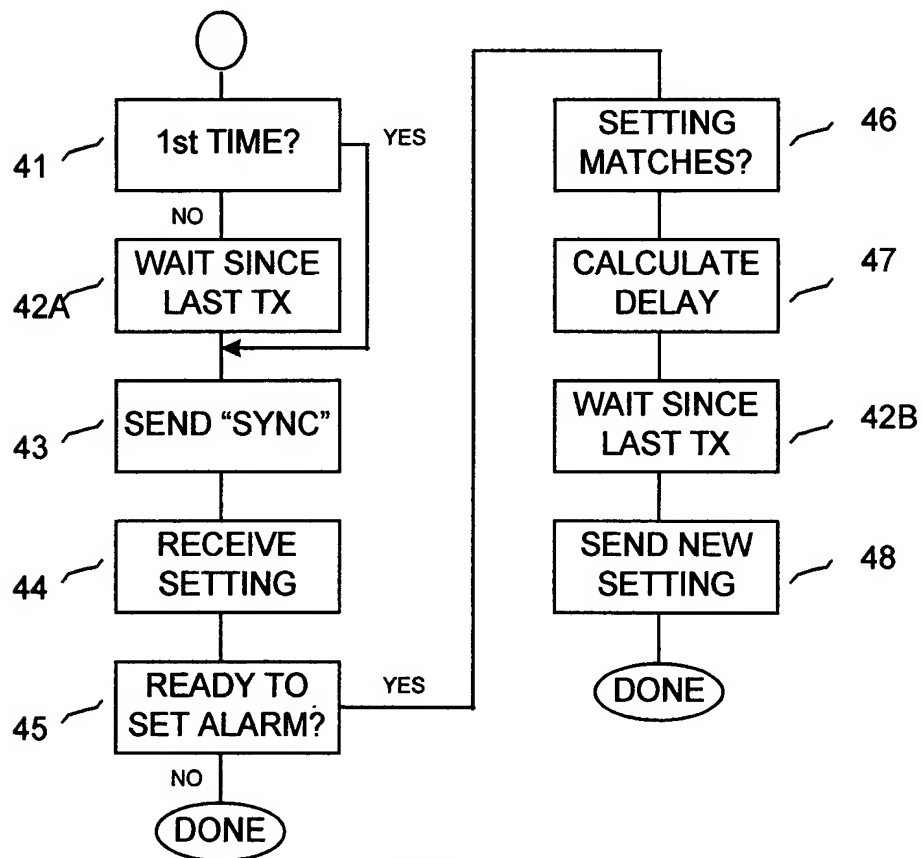 41
1st TIME?
YES
NO
42A
WAIT SINCE
LAST TX
43
SEND “SYNC”
44
RECEIVE
SETTING
45
READY TO
SET ALARM?
YES
NO
DONE
SETTING
MATCHES?
46
CALCULATE
DELAY
47
WAIT SINCE
LAST TX
42B
SEND NEW
SETTING
48
DONE